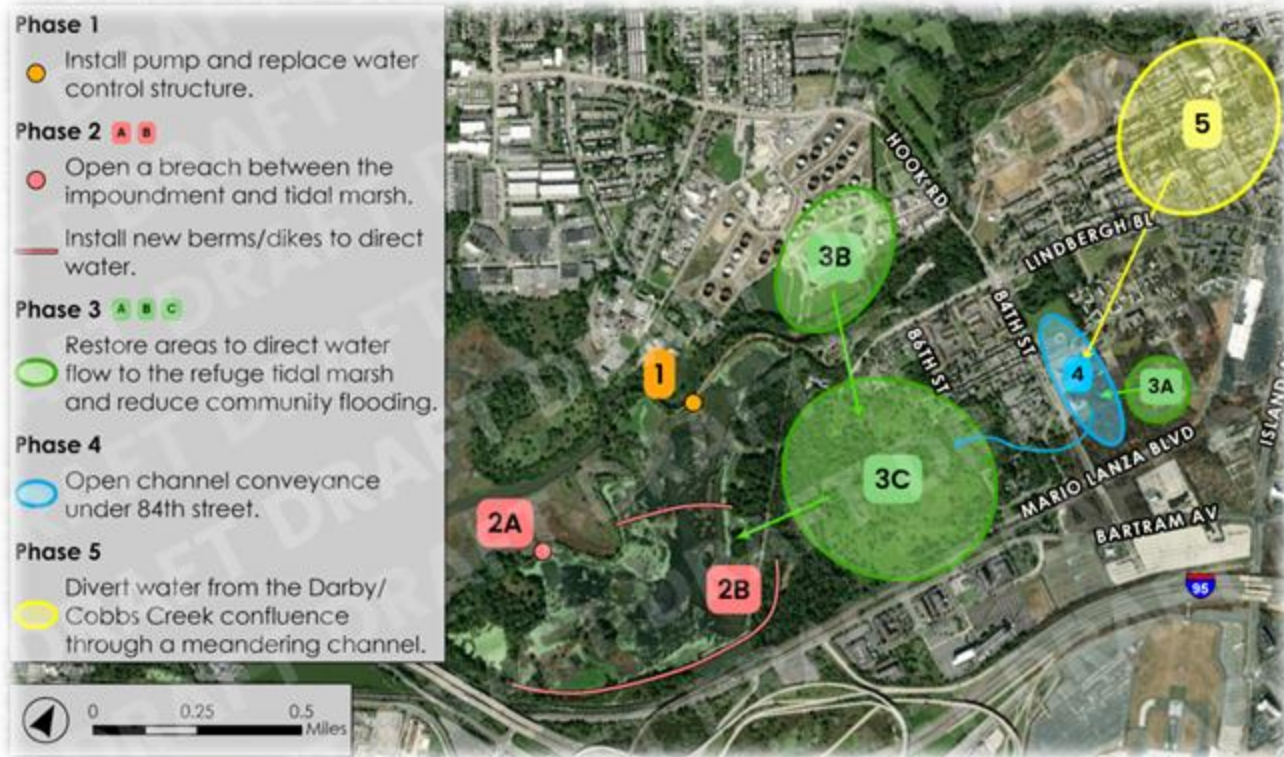 Phase 1
Install pump and replace water
control structure.
Phase 2 A B
Open a breach between the
impoundment and tidal marsh.
Install new berms/dikes to direct
water.
Phase 3 A B C
Restore areas to direct water
flow to the refuge tidal marsh
and reduce community flooding.
Phase 4
Open channel conveyance
under 84th street.
Phase 5
Divert water from the Darby/
Cobbs Creek confluence
through a meandering channel.
0 0.25 0.5
Miles
5
HOOK RD
LINDBERGH BL
3B
84TH ST
86TH ST
1
4
3A
3C
MARIO LANZA BLVD
BARTRAM AV
2A
2B
95
DRAFT DRAFT DRAFT